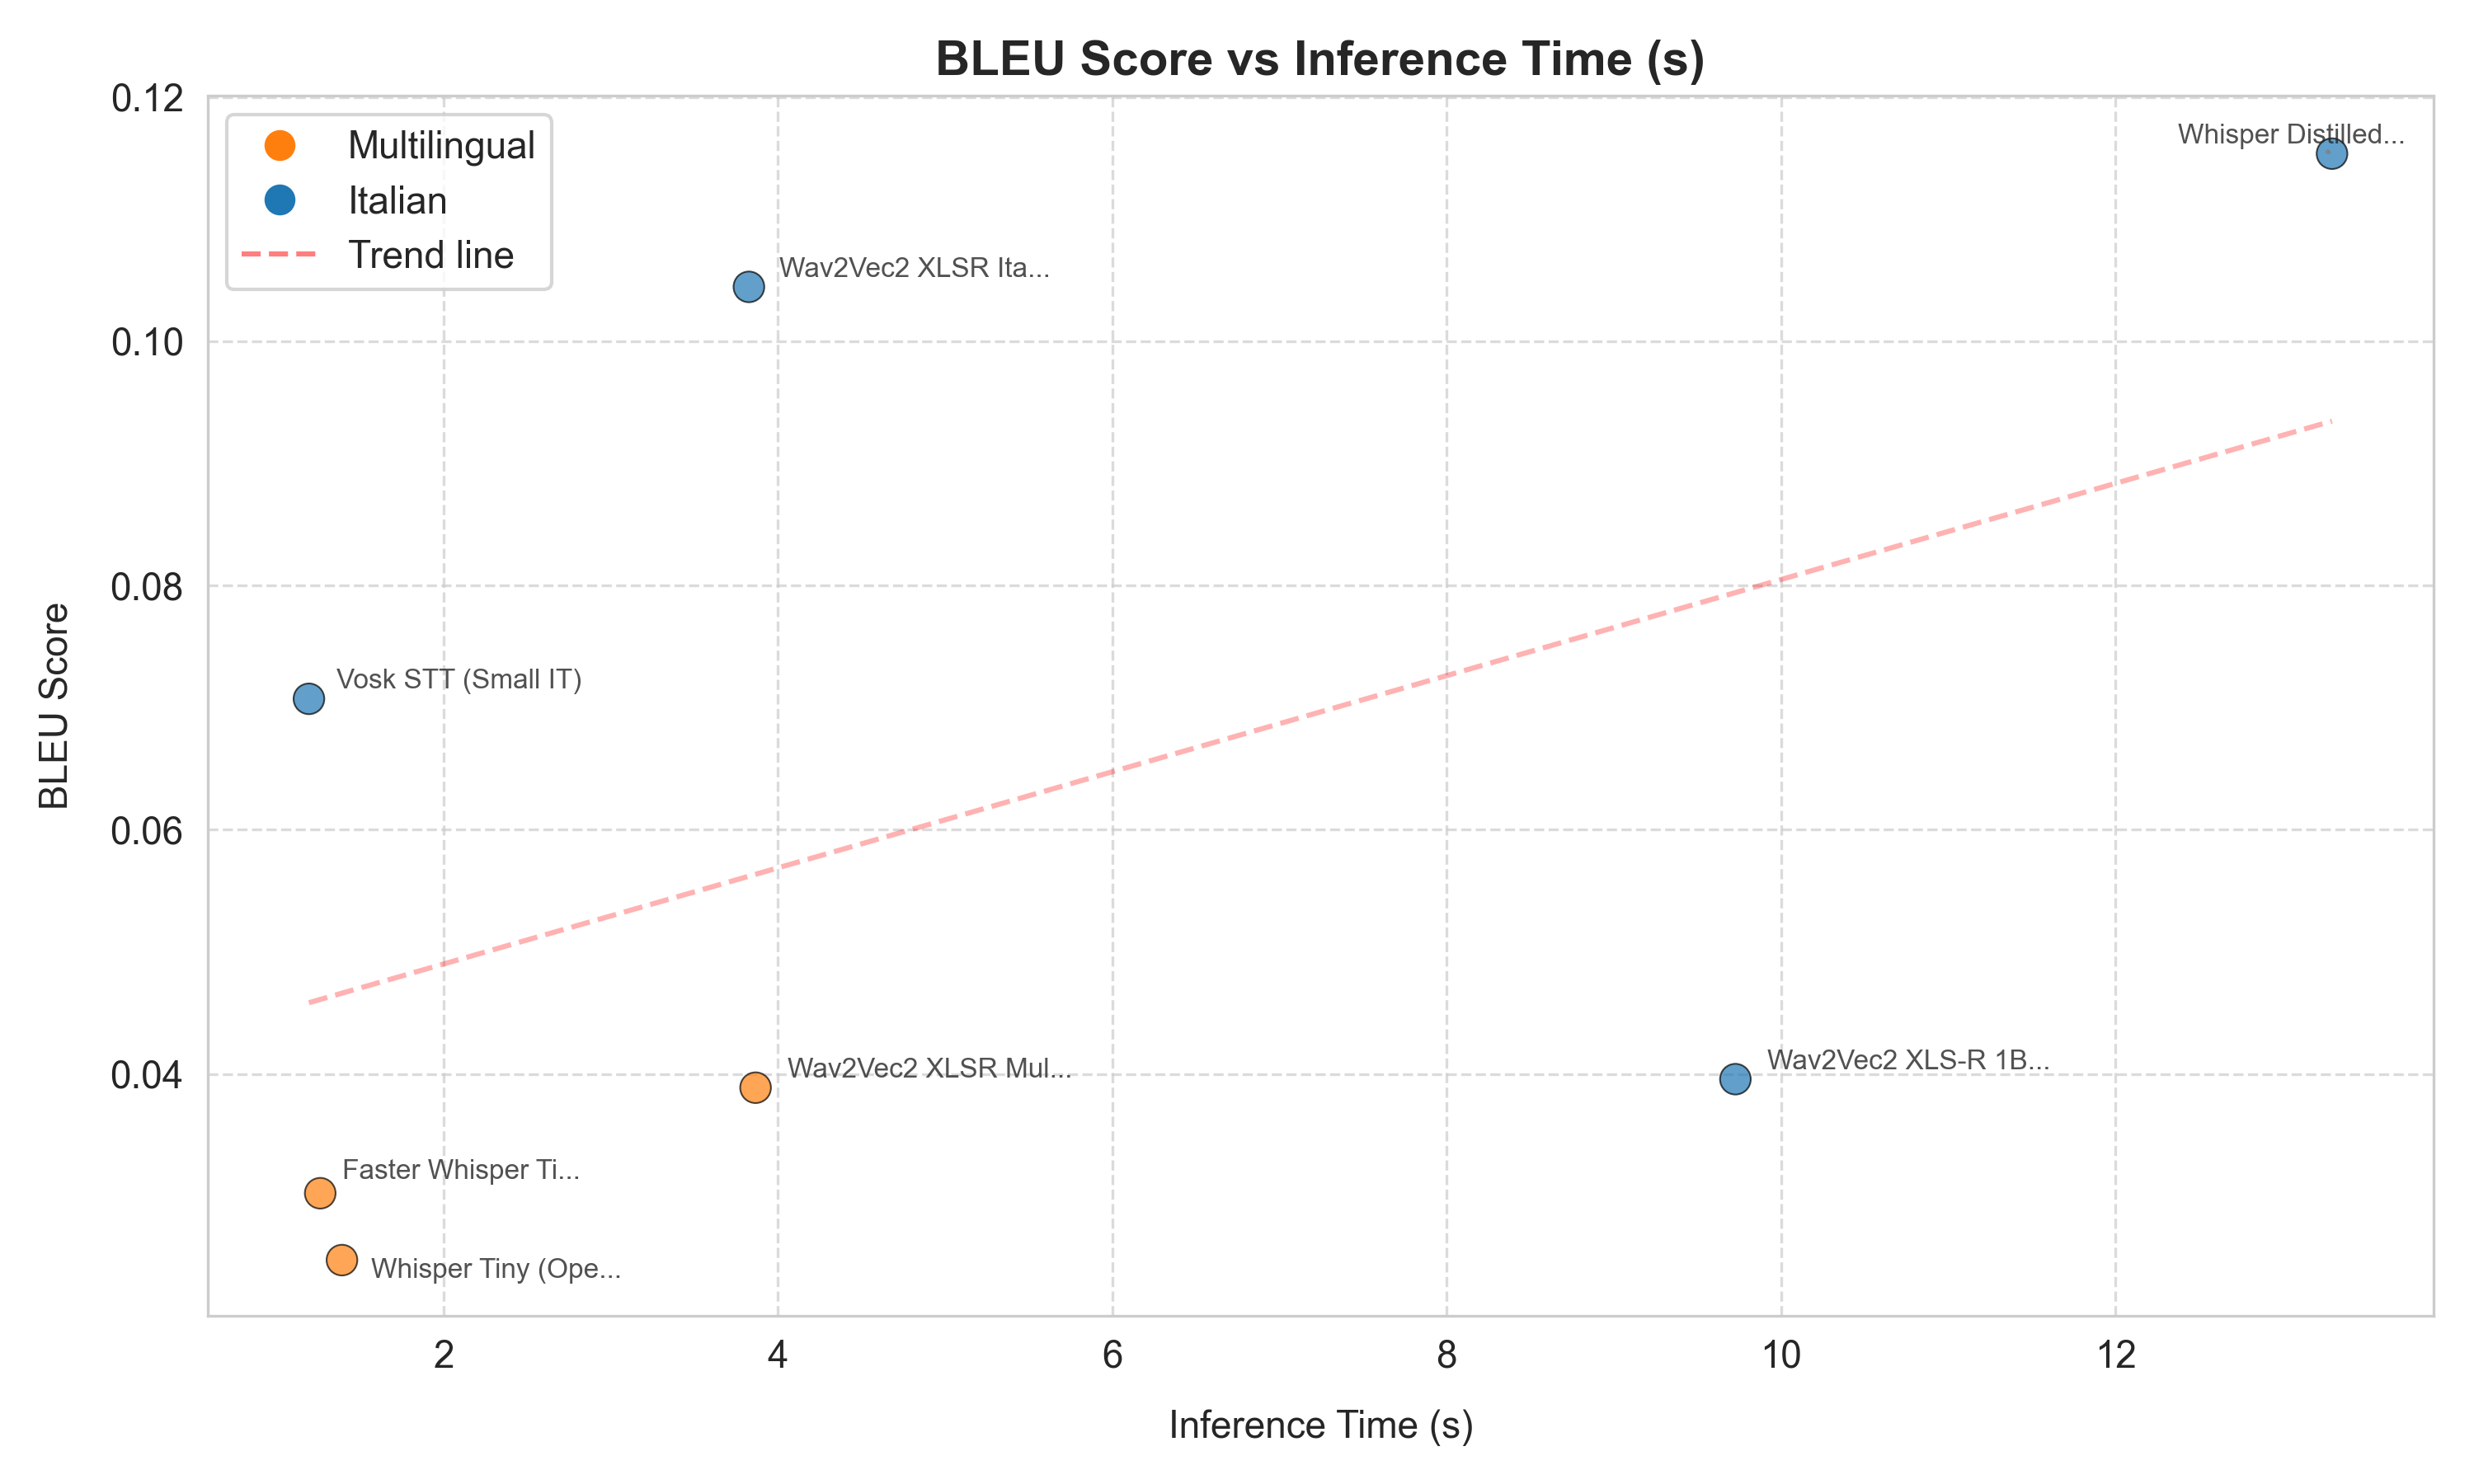 BLEU Score vs Inference Time (s)
0.12
0.10
0.08
0.06
0.04
BLEU Score
Multilingual
Italian
Trend line
Whisper Distilled...
Wav2Vec2 XLSR Ita...
Vosk STT (Small IT)
Wav2Vec2 XLSR Mul...
Wav2Vec2 XLS-R 1B...
Faster Whisper Ti...
Whisper Tiny (Ope...
2 4 6 8 10 12
Inference Time (s)